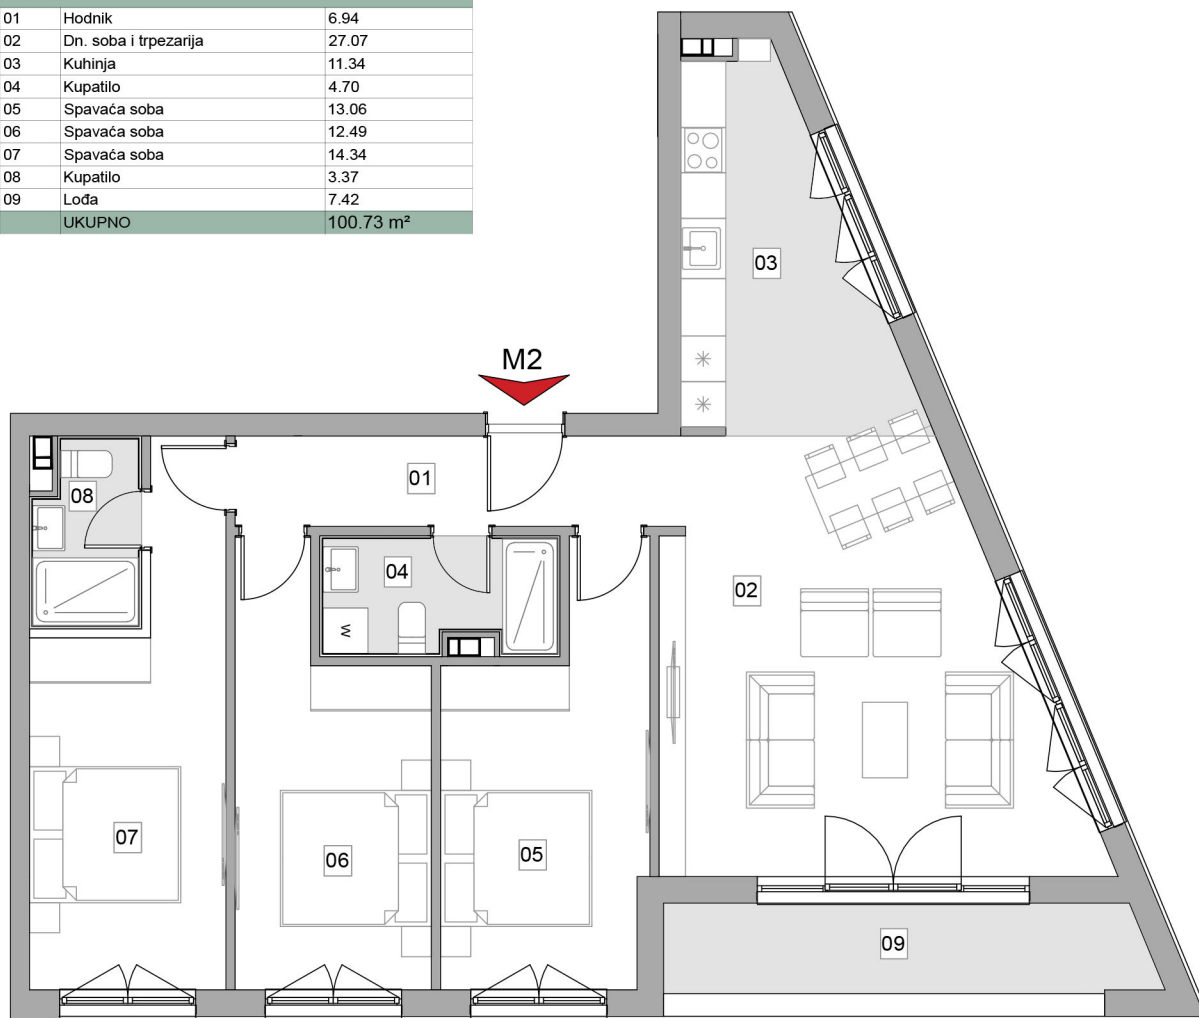 01 Hodnik 6.94
02 Dn. soba i trpezarija 27.07
03 Kuhinja 11.34
04 Kupatilo 4.70
05 Spavaća soba 13.06
06 Spavaća soba 12.49
07 Spavaća soba 14.34
08 Kupatilo 3.37
09 Lođa 7.42
UKUPNO 100.73 m²
03
M2
01
08
04
02
W
07
06
05
09